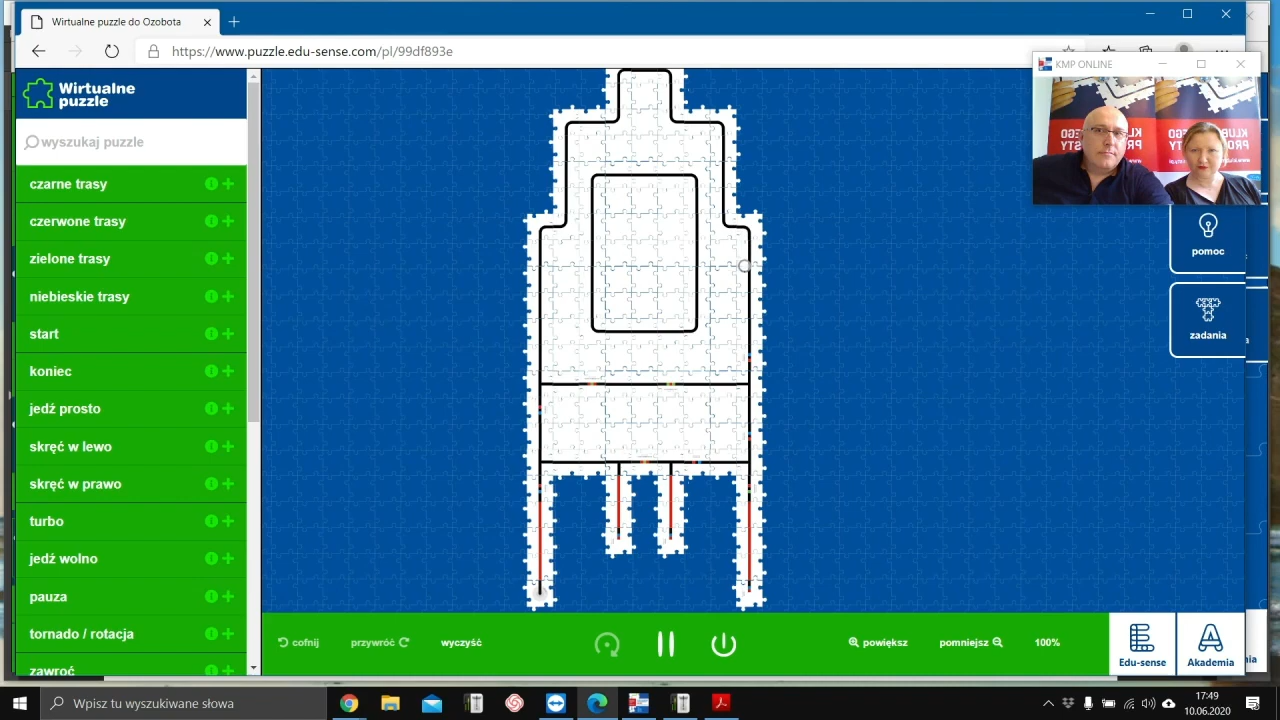 Wirtualne puzzle do Ozobota
https://www.puzzle.edu-sense.com/pl/99df893e
KMP ONLINE
Wirtualne
puzzle
wyszukaj puzzle
czarne trasy
czerwone trasy
zielone trasy
niebieskie trasy
start
koniec
jedź prosto
skręć w lewo
skręć w prawo
turbo
jedź wolno
pauza
tornado / rotacja
zawroć
pomoc
zadania
cofnij
przywróć
wyczyść
powiększ
pomniejsz
100%
Edu-sense
Akademia
Wpisz tu wyszukiwane słowa
17:49
10.06.2020